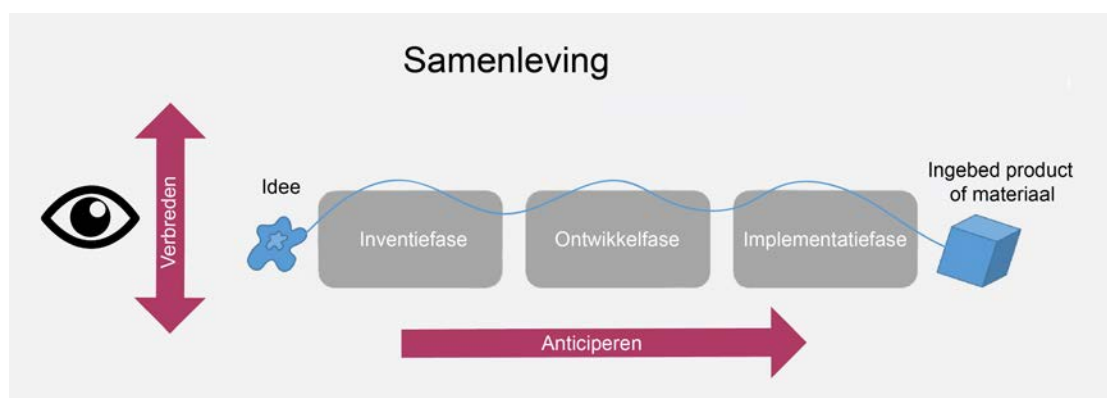 Samenleving
Verbreden
Idee
Ingebed product
of materiaal
Inventiefase
Ontwikkelfase
Implementatiefase
Anticiperen